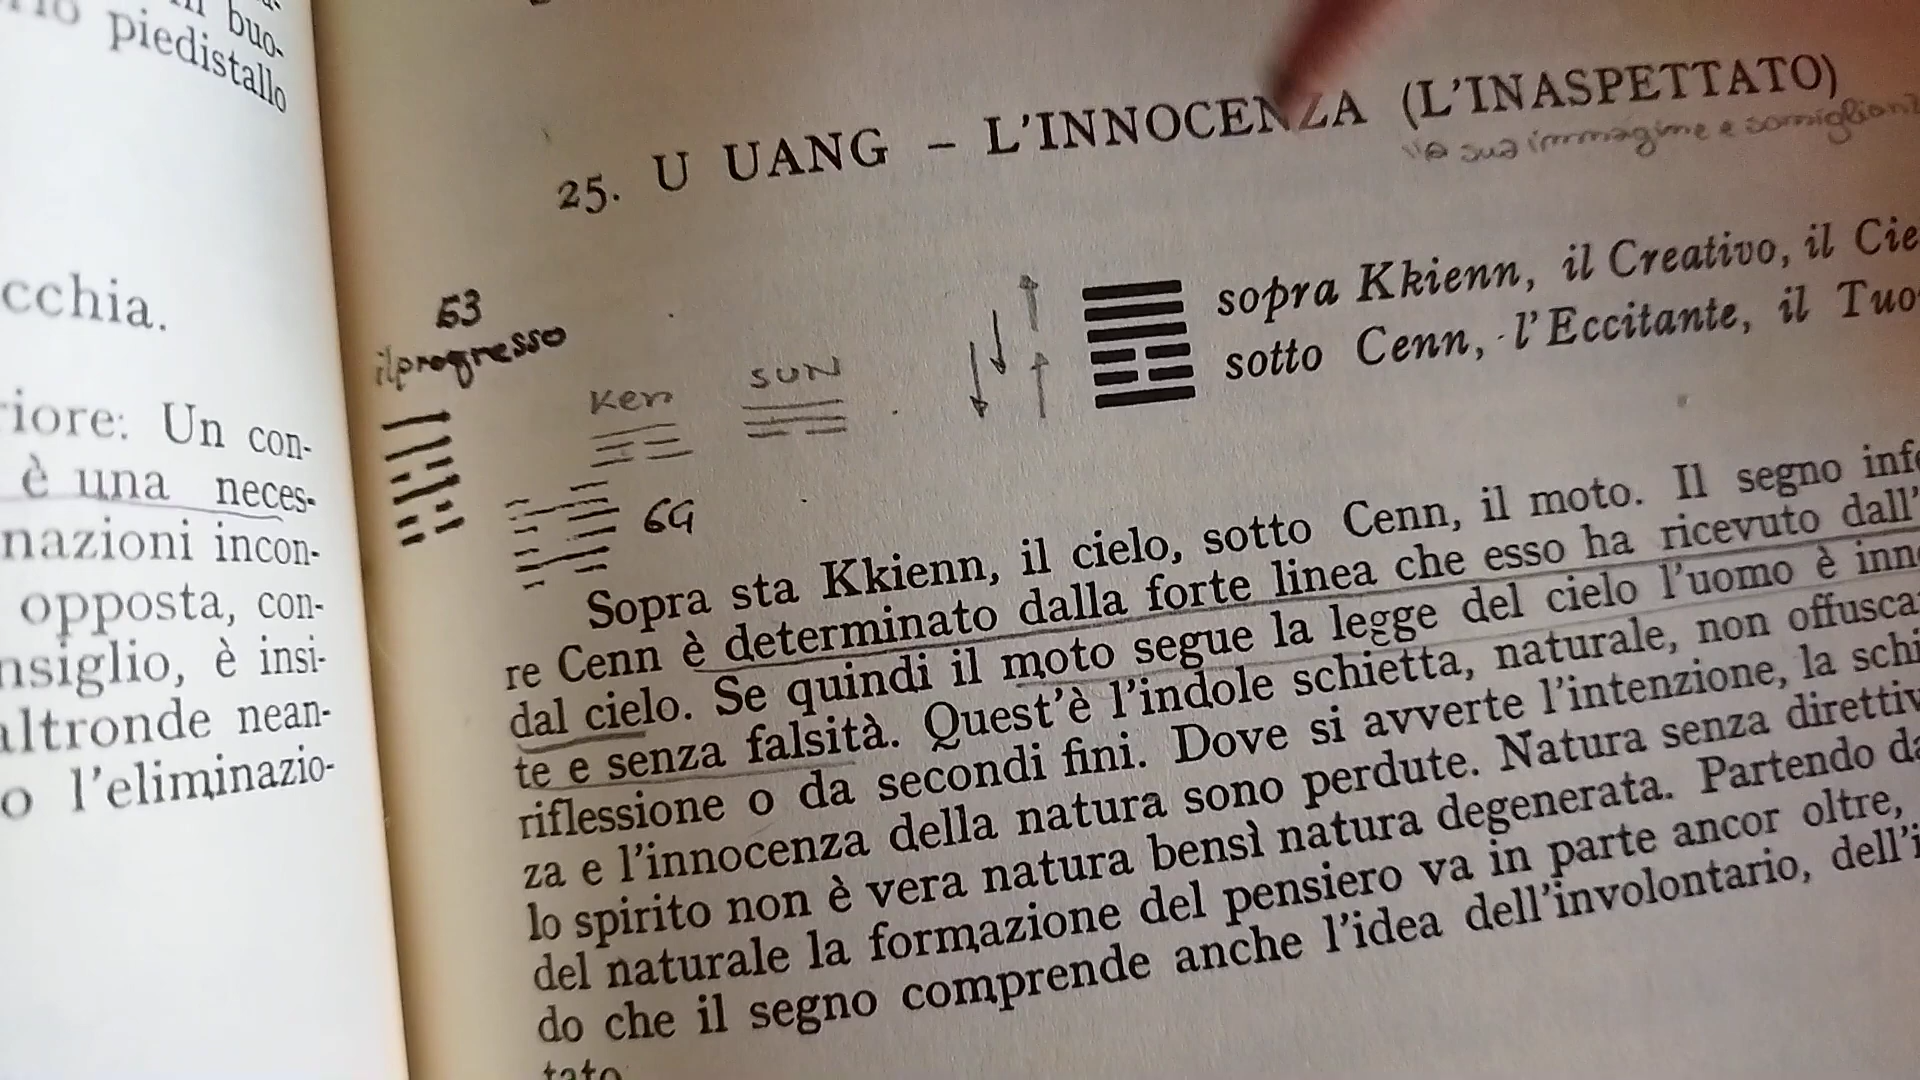 buo-
piedistallo
cchia.
riore: Un con-
è una neces-
nazioni incon-
opposta, con-
nsiglio, è insi-
altronde nean-
o l'eliminazio-
25. U UANG – L'INNOCENZA (L'INASPETTATO)
sua immagine e
53
il progresso
Ken
SUN
sopra Kkienn, il Creativo, il Cie
sotto Cenn, l'Eccitante, il Tuo
64
Sopra sta Kkienn, il cielo, sotto Cenn, il moto. Il segno infe
re Cenn è determinato dalla forte linea che esso ha ricevuto dall'
dal cielo. Se quindi il moto segue la legge del cielo l'uomo è inno
te e senza falsità. Quest'è l'indole schietta, naturale, non offusca
riflessione o da secondi fini. Dove si avverte l'intenzione, la schi
za e l'innocenza della natura sono perdute. Natura senza direttiv
lo spirito non è vera natura bensì natura degenerata. Partendo da
del naturale la formazione del pensiero va in parte ancor oltre,
do che il segno comprende anche l'idea dell'involontario, dell'i
tato